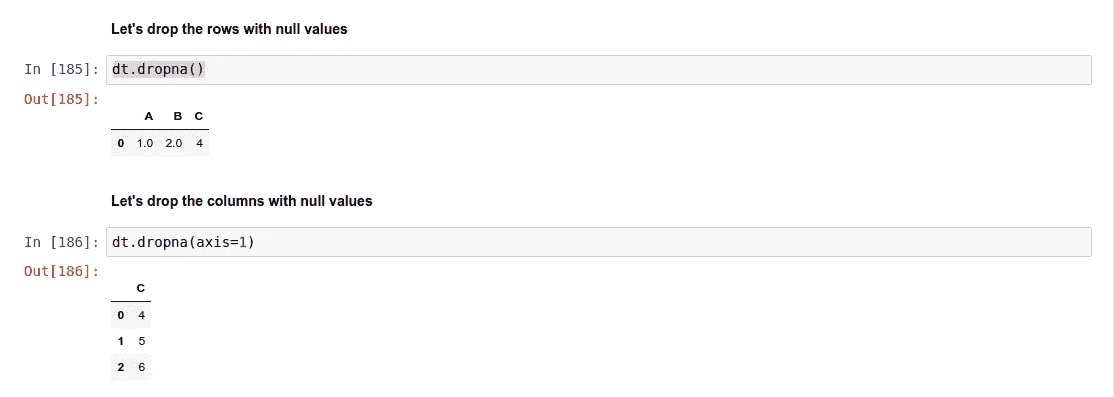 Let's drop the rows with null values
In [185]: dt.dropna()
Out[185]:
A B C
0 1.0 2.0 4
Let's drop the columns with null values
In [186]: dt.dropna(axis=1)
Out[186]:
C
0 4
1 5
2 6